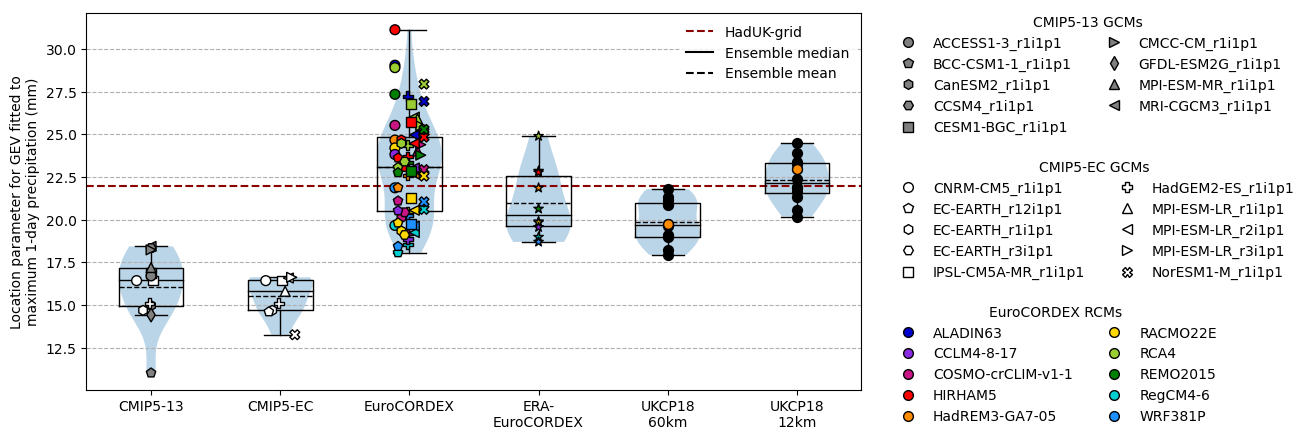 Location parameter for GEV fitted to
maximum 1-day precipitation (mm)
30.0
27.5
25.0
22.5
20.0
17.5
15.0
12.5
HadUK-grid
Ensemble median
Ensemble mean
CMIP5-13
CMIP5-EC
EuroCORDEX
ERA-
EuroCORDEX
UKCP18
60km
UKCP18
12km
CMIP5-13 GCMs
ACCESS1-3_r1i1p1
BCC-CSM1-1_r1i1p1
CanESM2_r1i1p1
CCSM4_r1i1p1
CESM1-BGC_r1i1p1
CMCC-CM_r1i1p1
GFDL-ESM2G_r1i1p1
MPI-ESM-MR_r1i1p1
MRI-CGCM3_r1i1p1
CMIP5-EC GCMs
CNRM-CM5_r1i1p1
EC-EARTH_r12i1p1
EC-EARTH_r1i1p1
EC-EARTH_r3i1p1
IPSL-CM5A-MR_r1i1p1
HadGEM2-ES_r1i1p1
MPI-ESM-LR_r1i1p1
MPI-ESM-LR_r2i1p1
MPI-ESM-LR_r3i1p1
NorESM1-M_r1i1p1
EuroCORDEX RCMs
ALADIN63
CCLM4-8-17
COSMO-crCLIM-v1-1
HIRHAM5
HadREM3-GA7-05
RACMO22E
RCA4
REMO2015
RegCM4-6
WRF381P